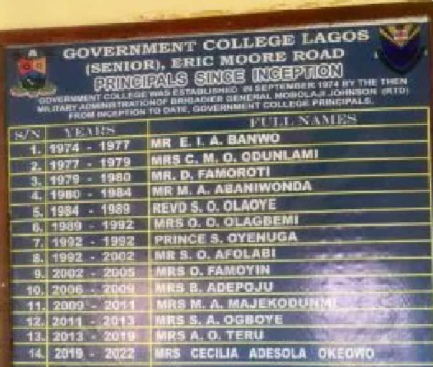 GOVERNMENT COLLEGE LAGOS
(SENIOR), ERIC MOORE ROAD
PRINCIPALS SINCE INCEPTION
GOVERNMENT COLLEGE WAS ESTABLISHED IN SEPTEMBER 1974 BY THE THEN
MILITARY ADMINISTRATION OF BRIGADIER GENERAL MOBOLAJI JOHNSON (RTD)
FROM INCEPTION TO DATE, GOVERNMENT COLLEGE PRINCIPALS.
S/N YEARS FULL NAMES
1. 1974 - 1977 MR E. I. A. BANWO
2. 1977 - 1979 MRS C. M. O. ODUNLAMI
3. 1979 - 1980 MR. D. FAMOROTI
4. 1980 - 1984 MR M. A. ABANIWONDA
5. 1984 - 1989 REVD S. O. OLAOYE
6. 1989 - 1992 MRS O. O. OLAGBEMI
7. 1992 - 1992 PRINCE S. OYENUGA
8. 1992 - 2002 MR S. O. AFOLABI
9. 2002 - 2005 MRS O. FAMOYIN
10. 2006 - 2009 MRS B. ADEPOJU
11. 2009 - 2011 MRS M. A. MAJEKODUNMI
12. 2011 - 2013 MRS S. A. OGBOYE
13. 2013 - 2019 MRS A. O. TERU
14. 2019 - 2022 MRS CECILIA ADESOLA OKEOWO